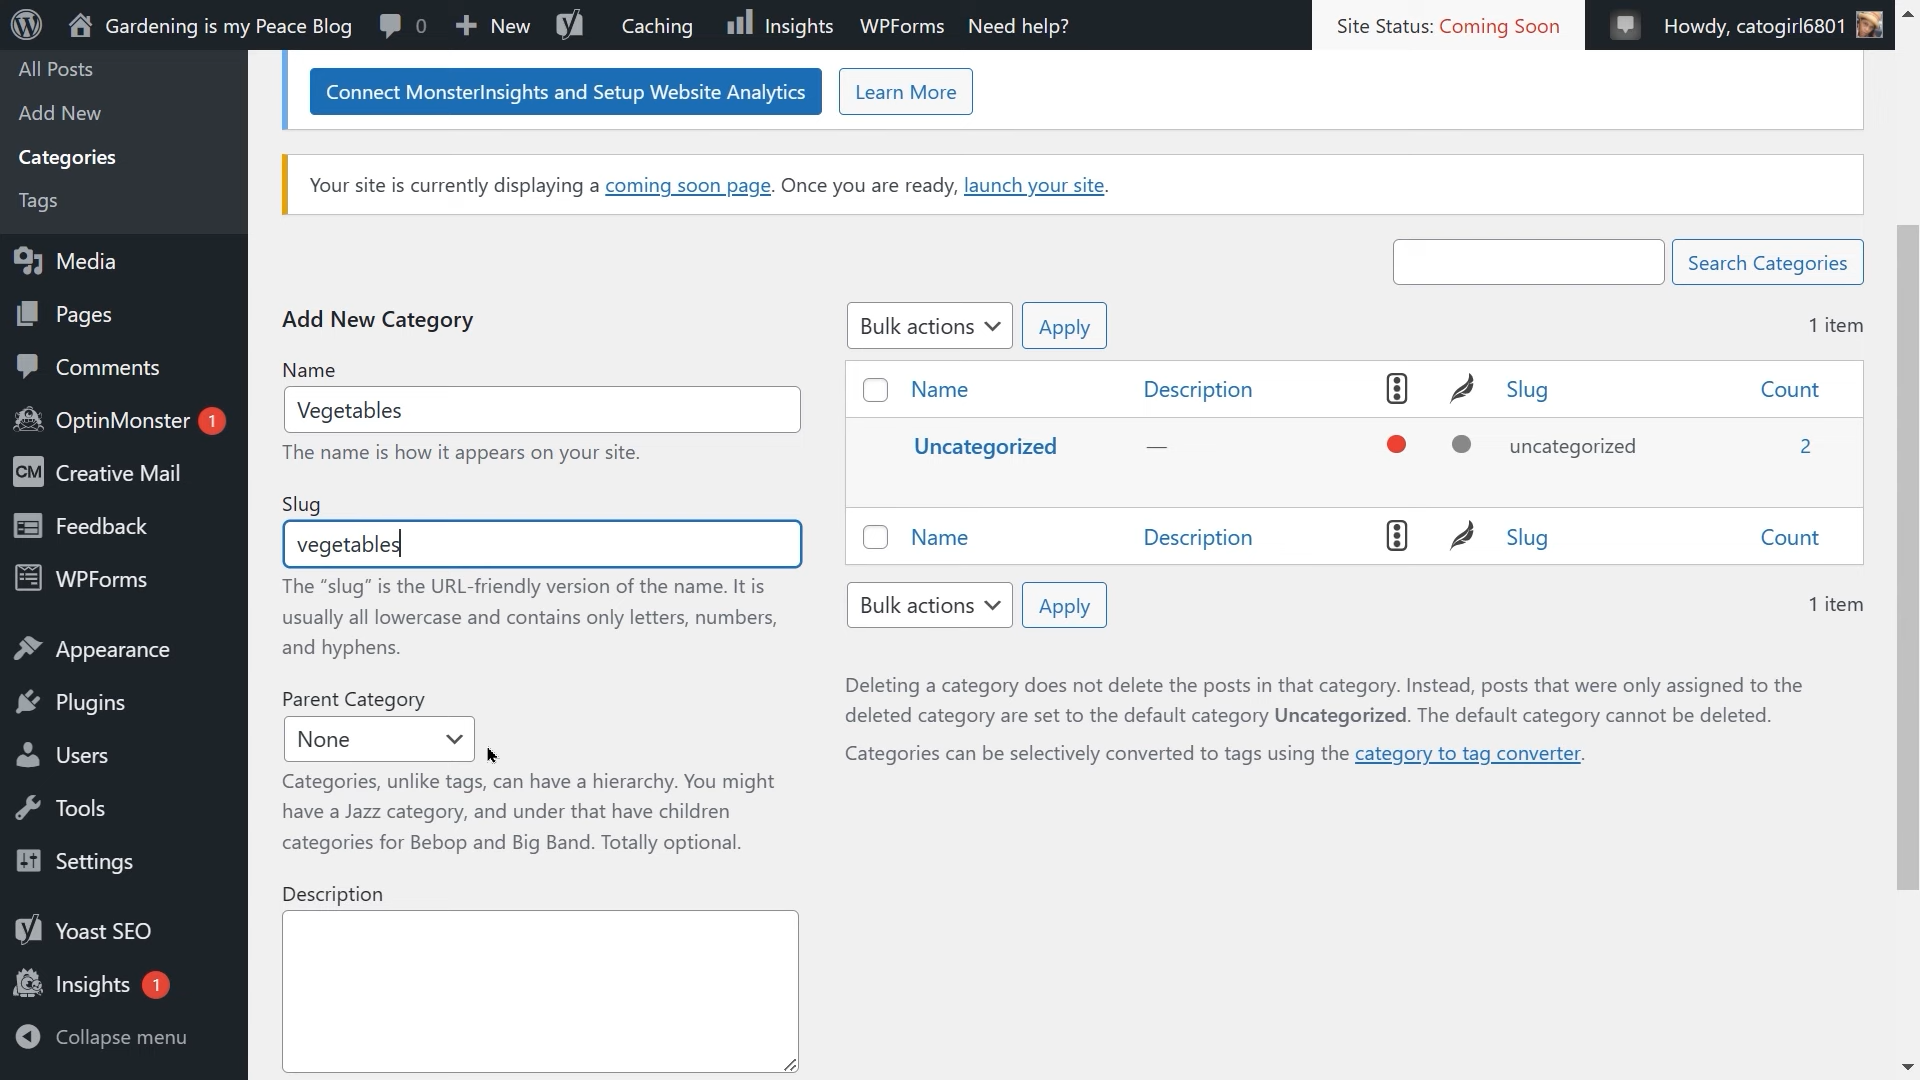 Gardening is my Peace Blog 0 New Caching Insights WPForms Need help? Site Status: Coming Soon Howdy, catogirl6801
All Posts
Add New
Categories
Tags
Media
Pages
Comments
OptinMonster 1
CM Creative Mail
Feedback
WPForms
Appearance
Plugins
Users
Tools
Settings
Yoast SEO
Insights 1
Collapse menu
Connect MonsterInsights and Setup Website Analytics Learn More
Your site is currently displaying a coming soon page. Once you are ready, launch your site.
Search Categories
Add New Category
Name
Vegetables
The name is how it appears on your site.
Slug
vegetables
The “slug” is the URL-friendly version of the name. It is
usually all lowercase and contains only letters, numbers,
and hyphens.
Parent Category
None
Categories, unlike tags, can have a hierarchy. You might
have a Jazz category, and under that have children
categories for Bebop and Big Band. Totally optional.
Description
Bulk actions Apply 1 item
Name Description Slug Count
Uncategorized — uncategorized 2
Name Description Slug Count
Bulk actions Apply 1 item
Deleting a category does not delete the posts in that category. Instead, posts that were only assigned to the
deleted category are set to the default category Uncategorized. The default category cannot be deleted.
Categories can be selectively converted to tags using the category to tag converter.